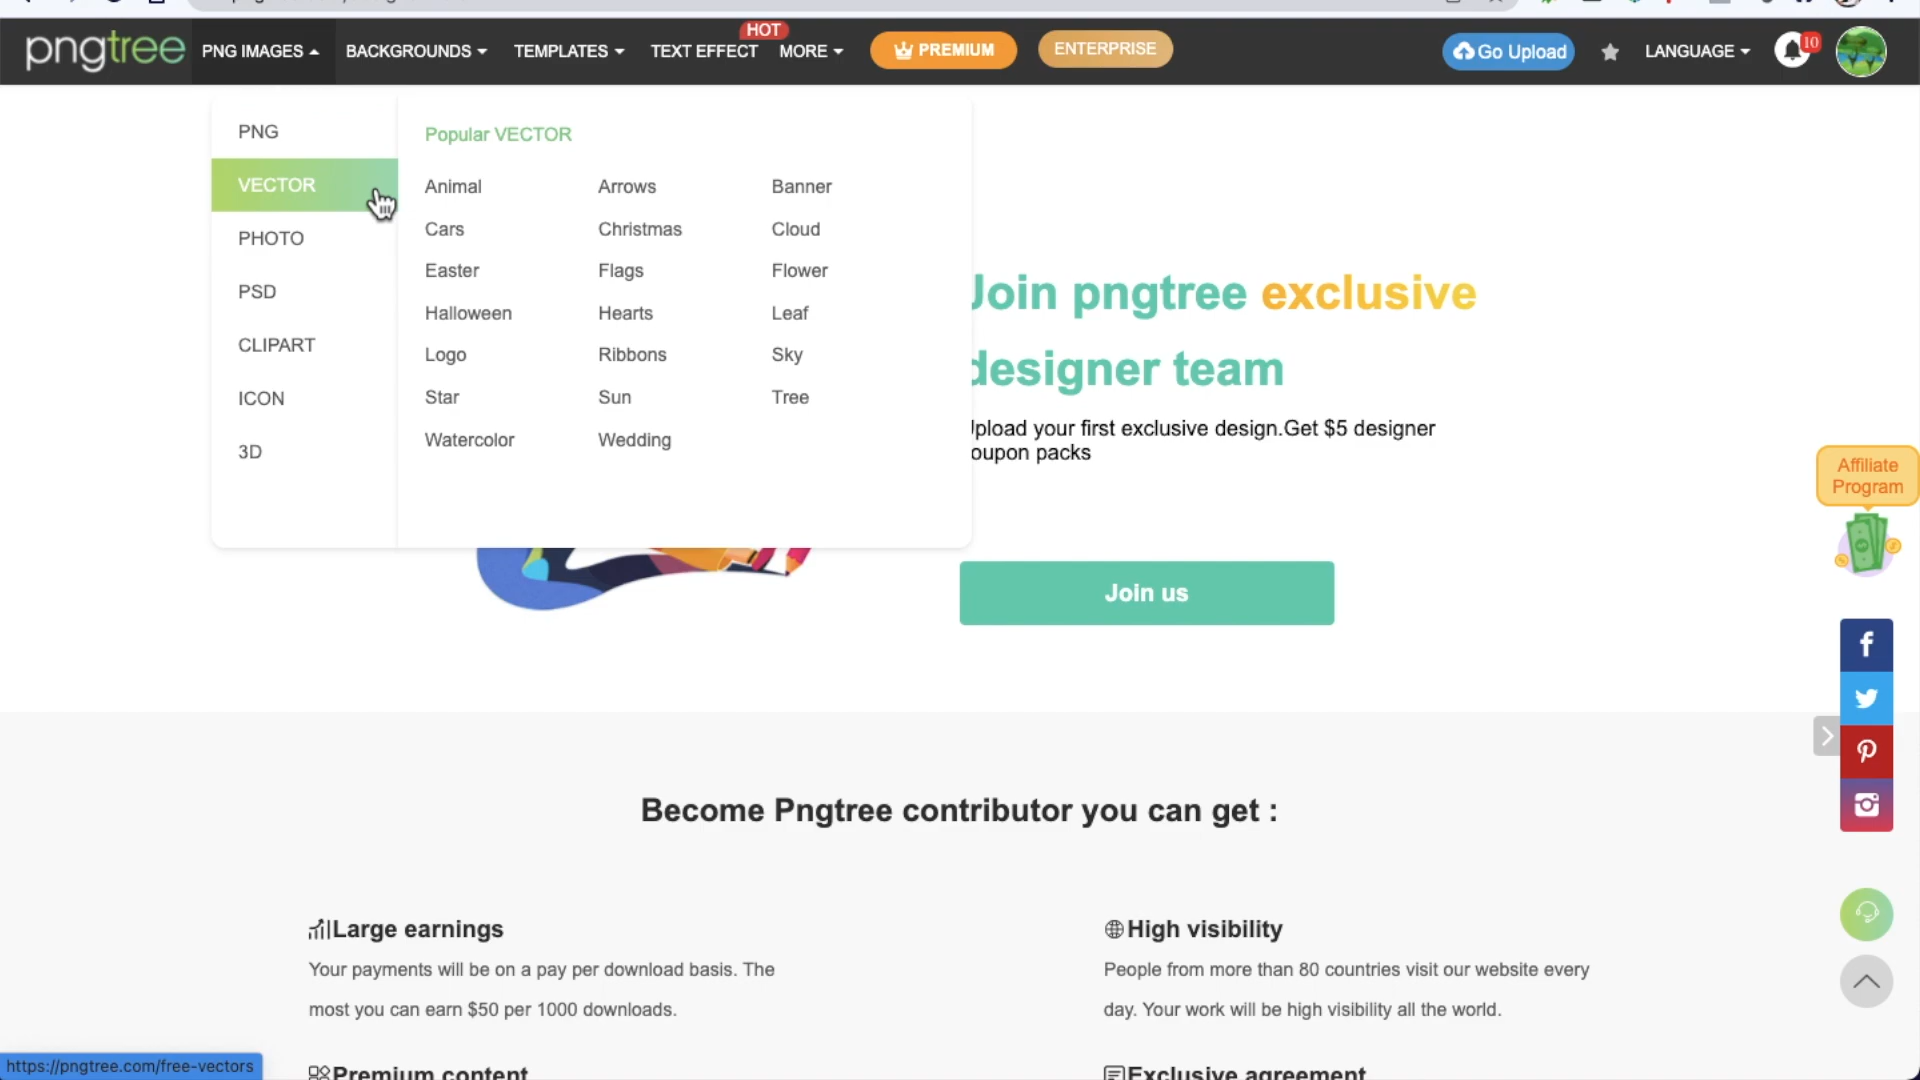 pngtree
PNG IMAGES
BACKGROUNDS
TEMPLATES
TEXT EFFECT
HOT
MORE
PREMIUM
ENTERPRISE
Go Upload
LANGUAGE
10
PNG
VECTOR
PHOTO
PSD
CLIPART
ICON
3D
Popular VECTOR
Animal Arrows Banner
Cars Christmas Cloud
Easter Flags Flower
Halloween Hearts Leaf
Logo Ribbons Sky
Star Sun Tree
Watercolor Wedding
Join pngtree exclusive
designer team
Upload your first exclusive design.Get $5 designer
coupon packs
Join us
Affiliate
Program
Become Pngtree contributor you can get :
Large earnings
Your payments will be on a pay per download basis. The
most you can earn $50 per 1000 downloads.
High visibility
People from more than 80 countries visit our website every
day. Your work will be high visibility all the world.
Premium content
Exclusive agreement
https://pngtree.com/free-vectors